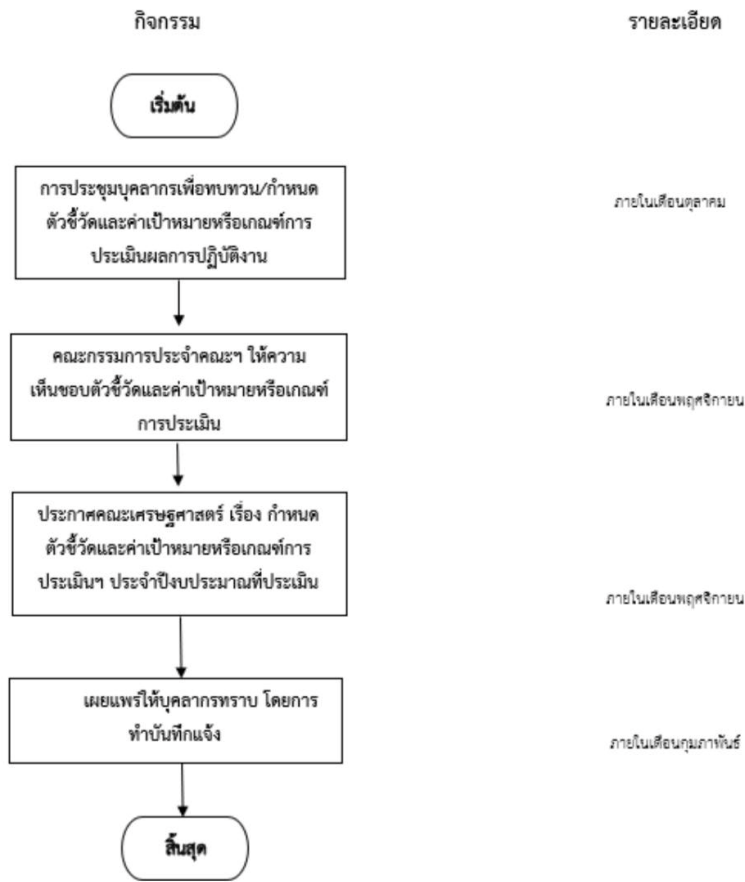 กิจกรรม
รายละเอียด
เริ่มต้น
การประชุมบุคลากรเพื่อทบทวน/กำหนด
ตัวชี้วัดและค่าเป้าหมายหรือเกณฑ์การ
ประเมินผลการปฏิบัติงาน
ภายในเดือนตุลาคม
คณะกรรมการประจำคณะฯ ให้ความ
เห็นชอบตัวชี้วัดและค่าเป้าหมายหรือเกณฑ์
การประเมิน
ภายในเดือนพฤศจิกายน
ประกาศคณะเศรษฐศาสตร์ เรื่อง กำหนด
ตัวชี้วัดและค่าเป้าหมายหรือเกณฑ์การ
ประเมินฯ ประจำปีงบประมาณที่ประเมิน
ภายในเดือนพฤศจิกายน
เผยแพร่ให้บุคลากรทราบ โดยการ
ทำบันทึกแจ้ง
ภายในเดือนกุมภาพันธ์
สิ้นสุด